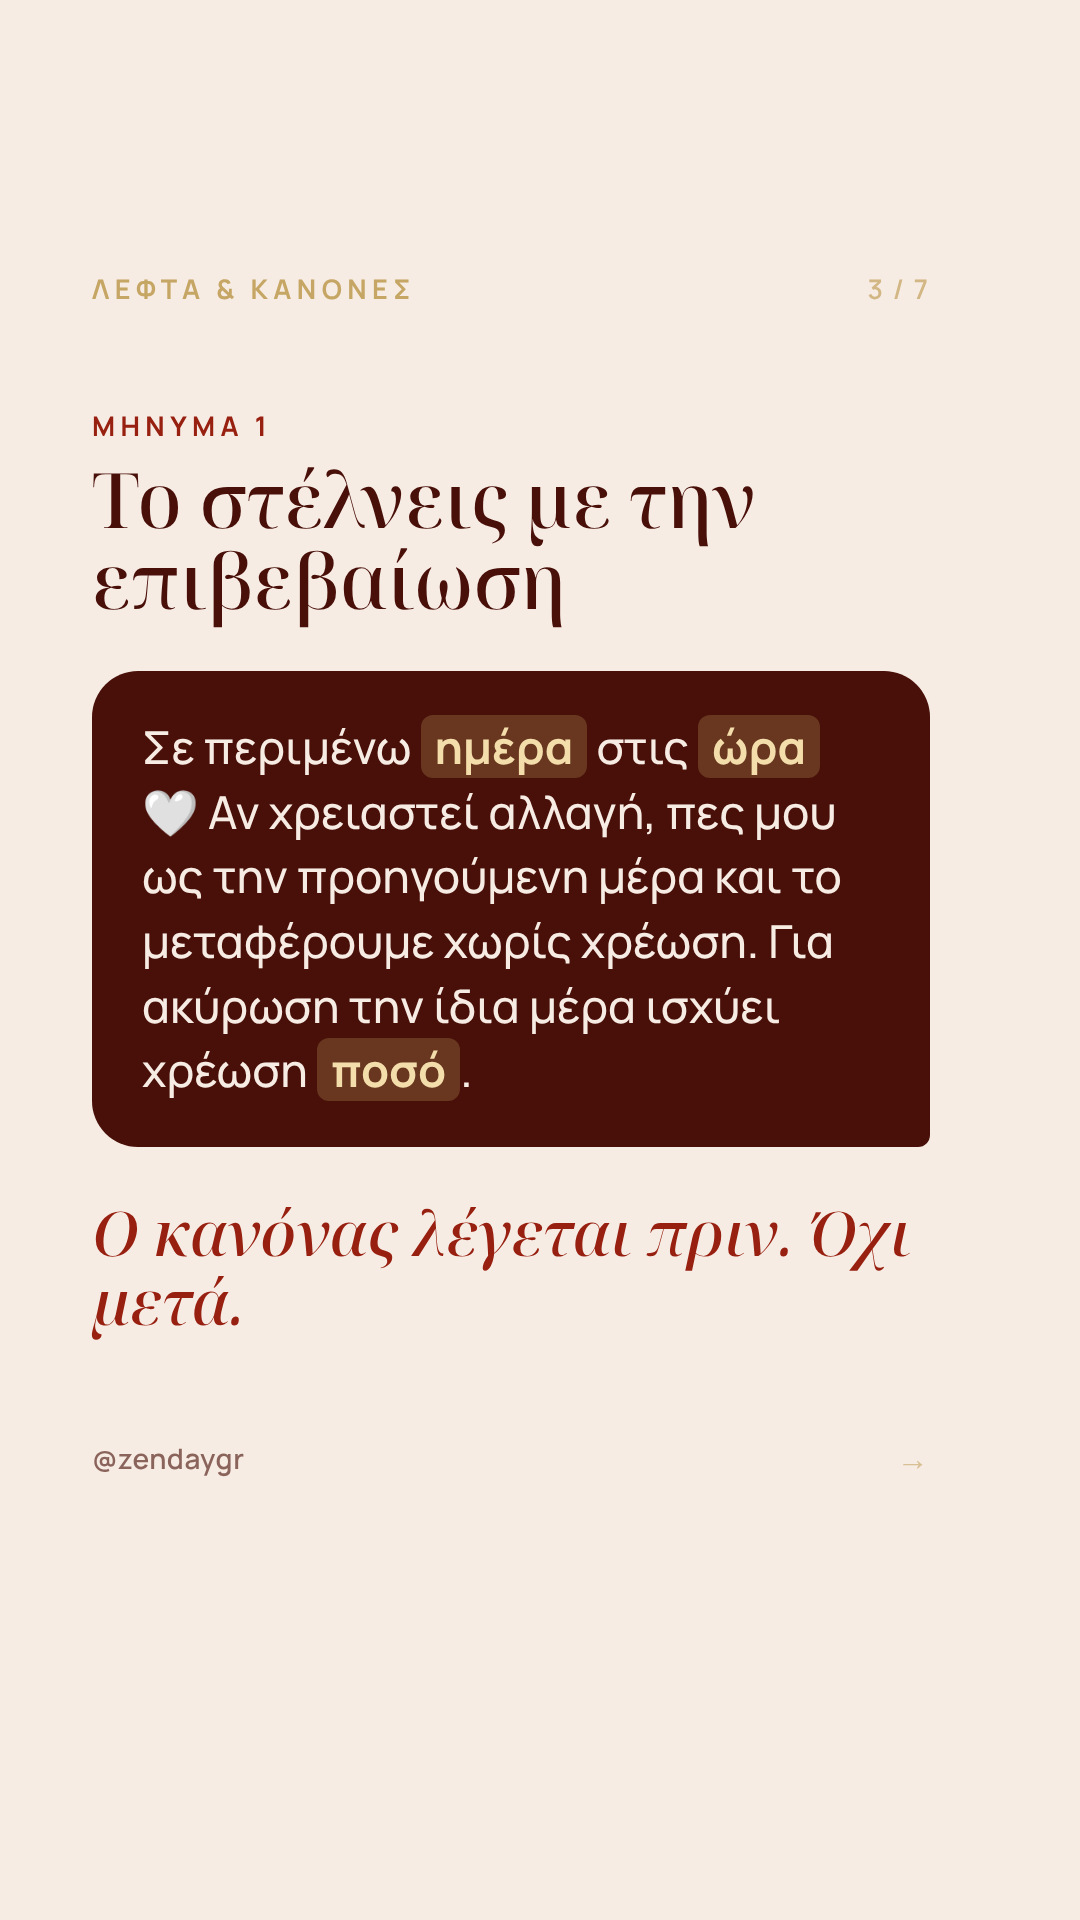 ΛΕΦΤΑ & ΚΑΝΟΝΕΣ 3 / 7
ΜΗΝΥΜΑ 1
Το στέλνεις με την
επιβεβαίωση
Σε περιμένω ημέρα στις ώρα
🤍 Αν χρειαστεί αλλαγή, πες μου
ως την προηγούμενη μέρα και το
μεταφέρουμε χωρίς χρέωση. Για
ακύρωση την ίδια μέρα ισχύει
χρέωση ποσό.
Ο κανόνας λέγεται πριν. Όχι
μετά.
@zendaygr →